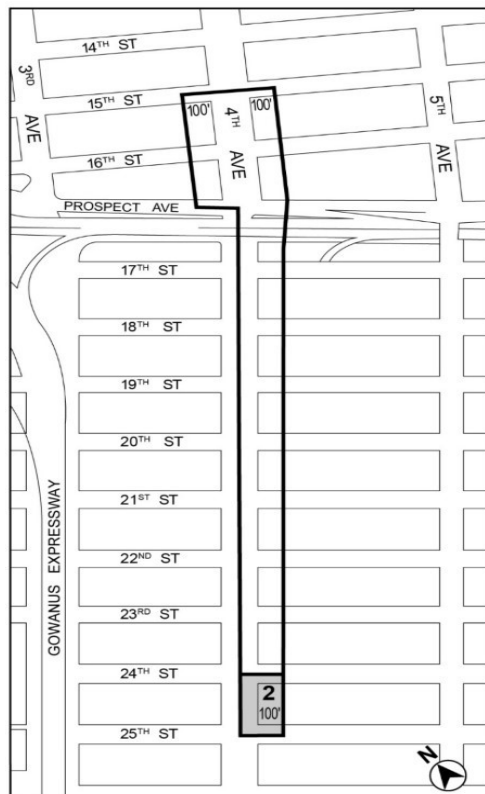 14TH ST
3RD AVE
15TH ST
100'
4TH AVE
100'
5TH AVE
16TH ST
PROSPECT AVE
17TH ST
18TH ST
19TH ST
20TH ST
21ST ST
22ND ST
GOWANUS EXPRESSWAY
23RD ST
24TH ST
2
100'
25TH ST
N